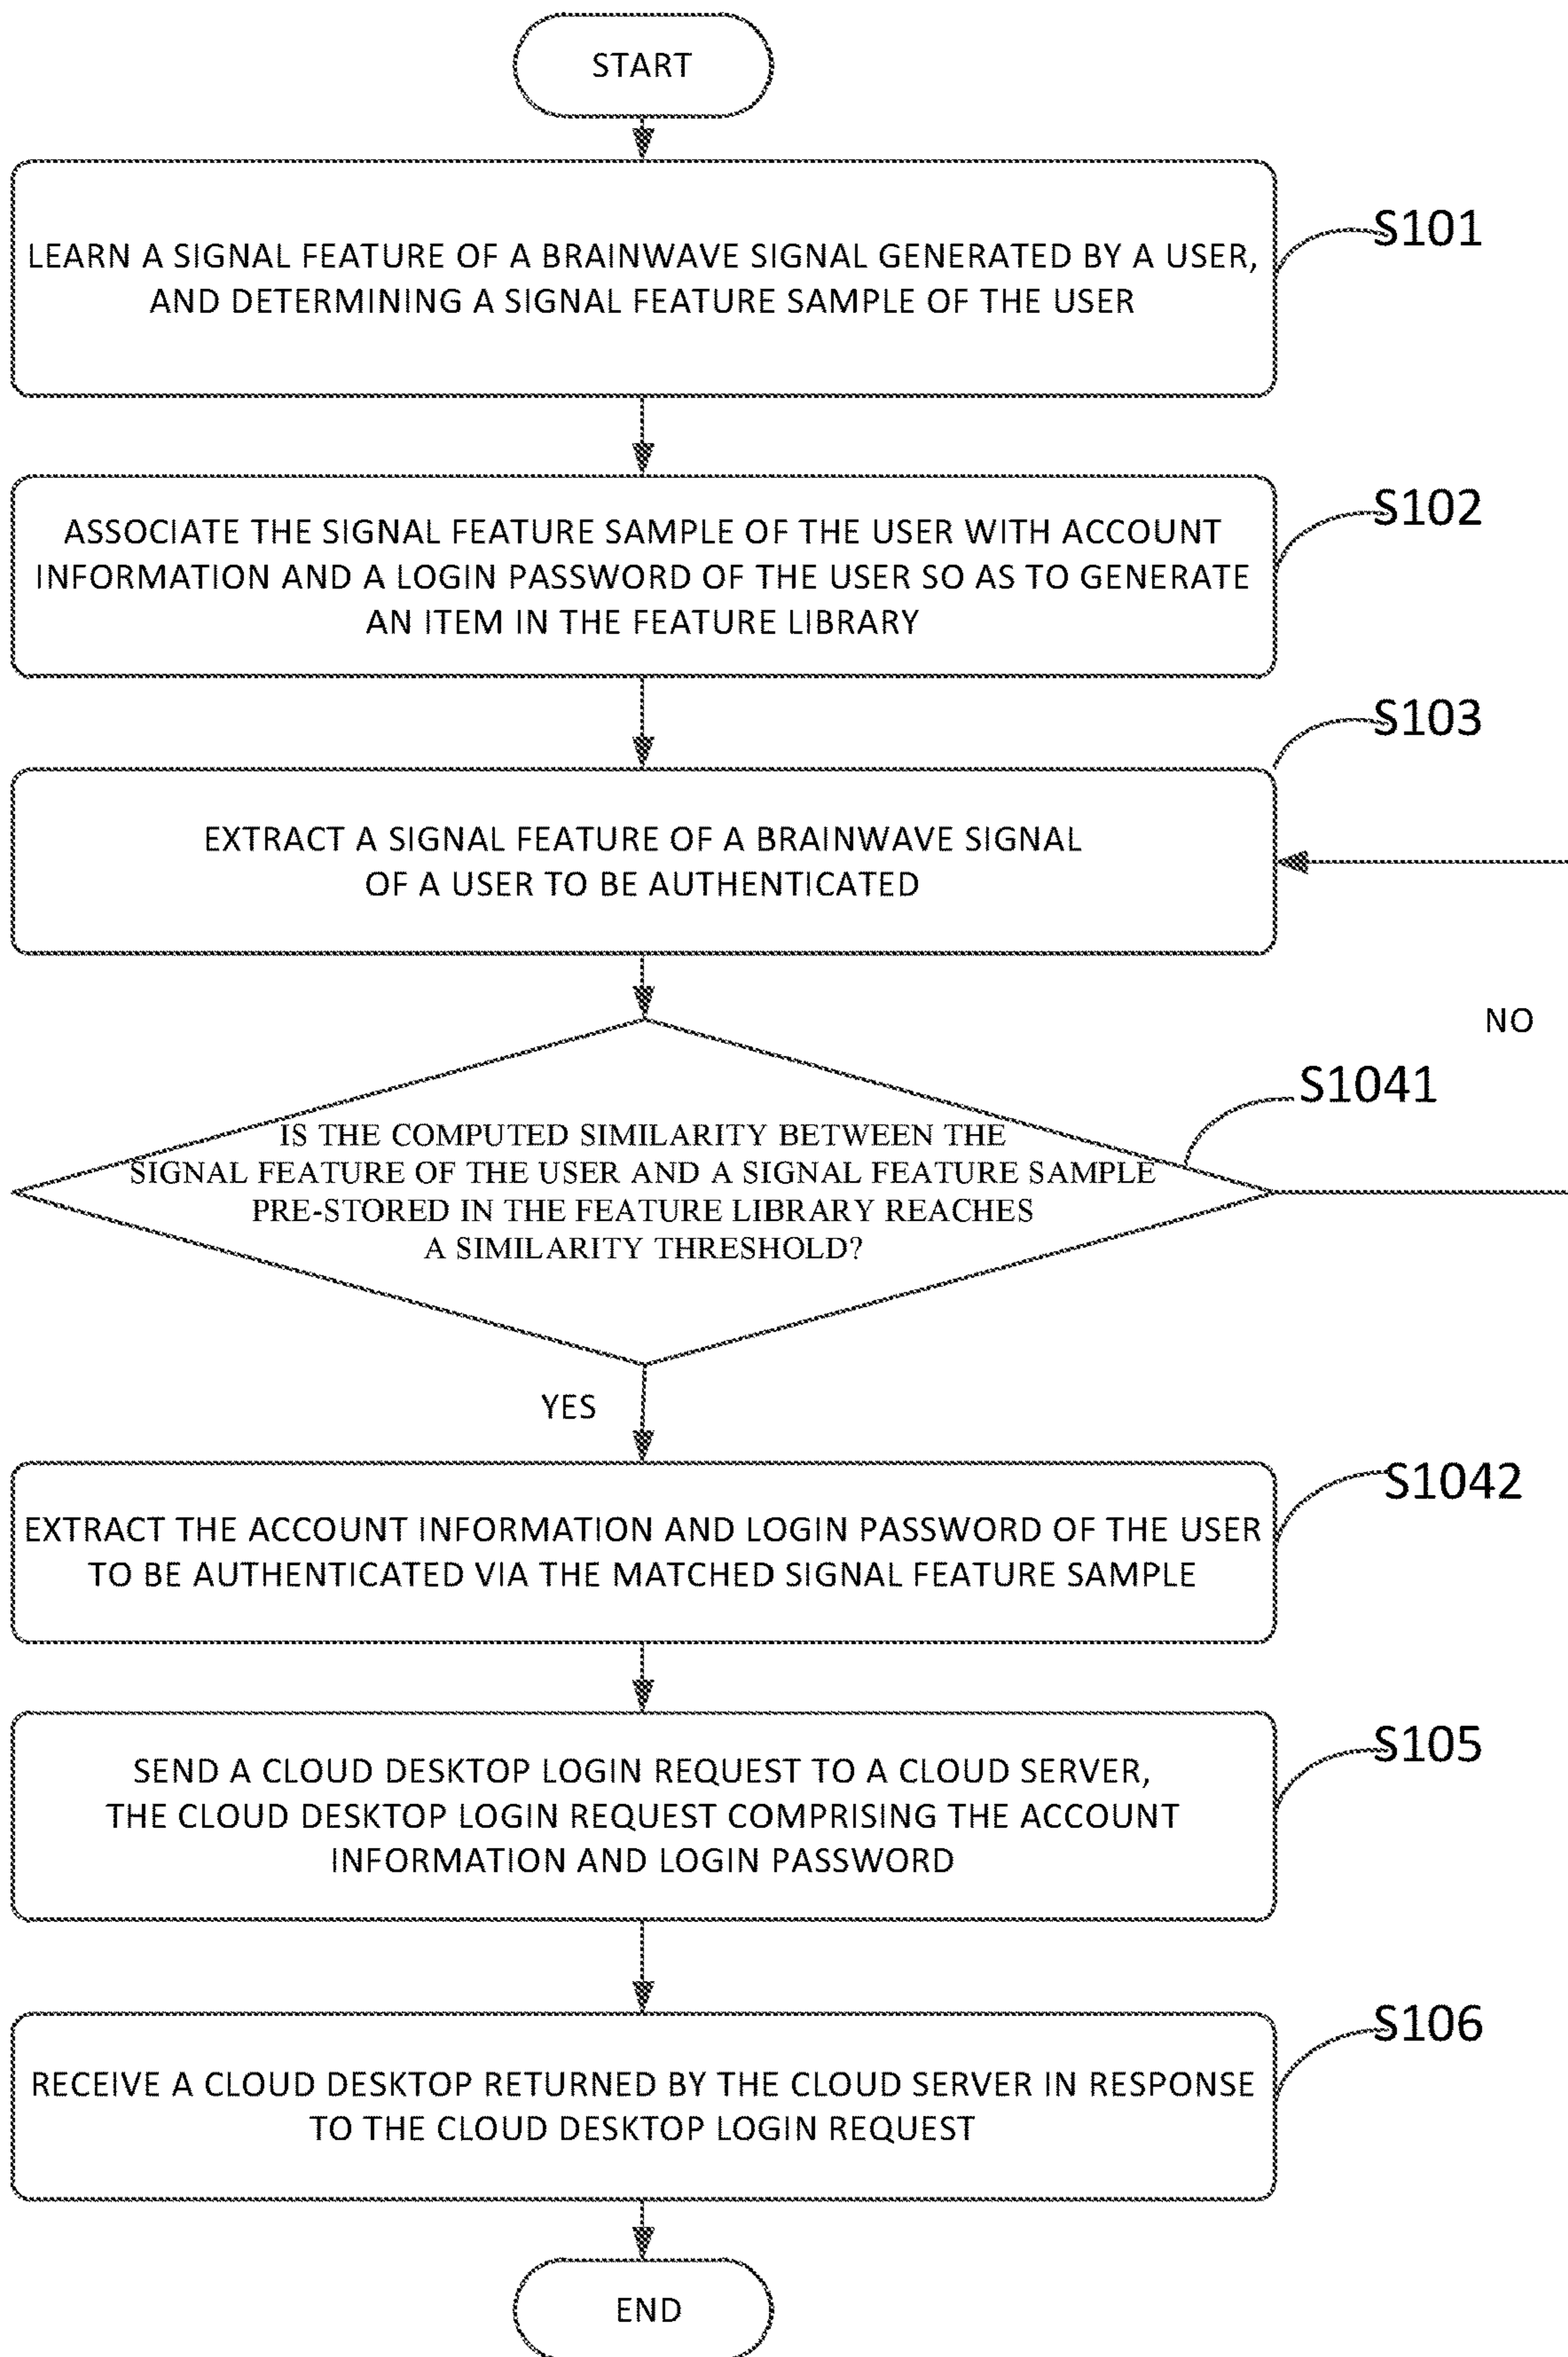 START
S101
LEARN A SIGNAL FEATURE OF A BRAINWAVE SIGNAL GENERATED BY A USER,
AND DETERMINING A SIGNAL FEATURE SAMPLE OF THE USER
S102
ASSOCIATE THE SIGNAL FEATURE SAMPLE OF THE USER WITH ACCOUNT
INFORMATION AND A LOGIN PASSWORD OF THE USER SO AS TO GENERATE
AN ITEM IN THE FEATURE LIBRARY
S103
EXTRACT A SIGNAL FEATURE OF A BRAINWAVE SIGNAL
OF A USER TO BE AUTHENTICATED
NO
S1041
IS THE COMPUTED SIMILARITY BETWEEN THE
SIGNAL FEATURE OF THE USER AND A SIGNAL FEATURE SAMPLE
PRE-STORED IN THE FEATURE LIBRARY REACHES
A SIMILARITY THRESHOLD?
YES
S1042
EXTRACT THE ACCOUNT INFORMATION AND LOGIN PASSWORD OF THE USER
TO BE AUTHENTICATED VIA THE MATCHED SIGNAL FEATURE SAMPLE
S105
SEND A CLOUD DESKTOP LOGIN REQUEST TO A CLOUD SERVER,
THE CLOUD DESKTOP LOGIN REQUEST COMPRISING THE ACCOUNT
INFORMATION AND LOGIN PASSWORD
S106
RECEIVE A CLOUD DESKTOP RETURNED BY THE CLOUD SERVER IN RESPONSE
TO THE CLOUD DESKTOP LOGIN REQUEST
END